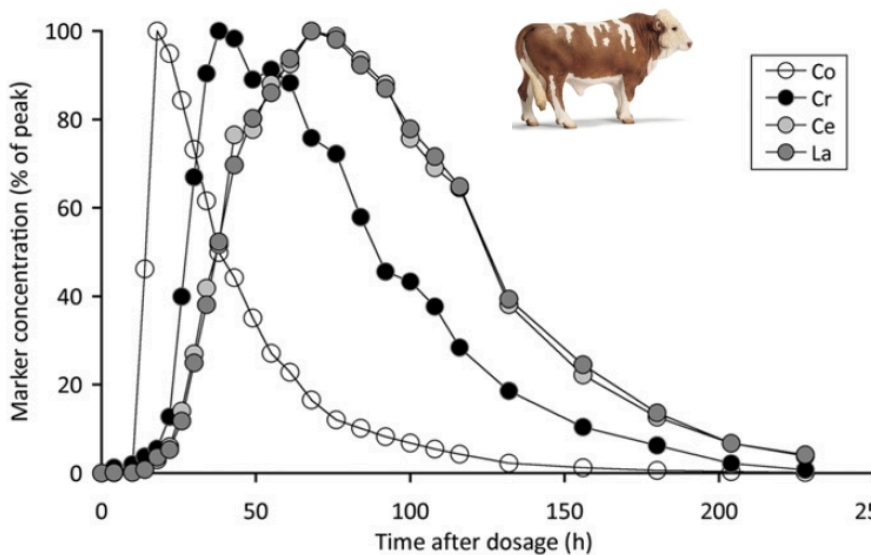 100
80
60
40
20
0
Marker concentration (% of peak)
Co
Cr
Ce
La
0 50 100 150 200
Time after dosage (h)